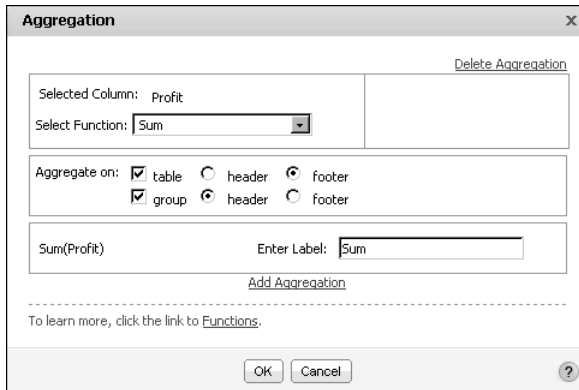 Aggregation x
Delete Aggregation
Selected Column: Profit
Select Function: Sum
Aggregate on: table header footer
group header footer
Sum(Profit) Enter Label: Sum
Add Aggregation
To learn more, click the link to Functions.
OK Cancel ?